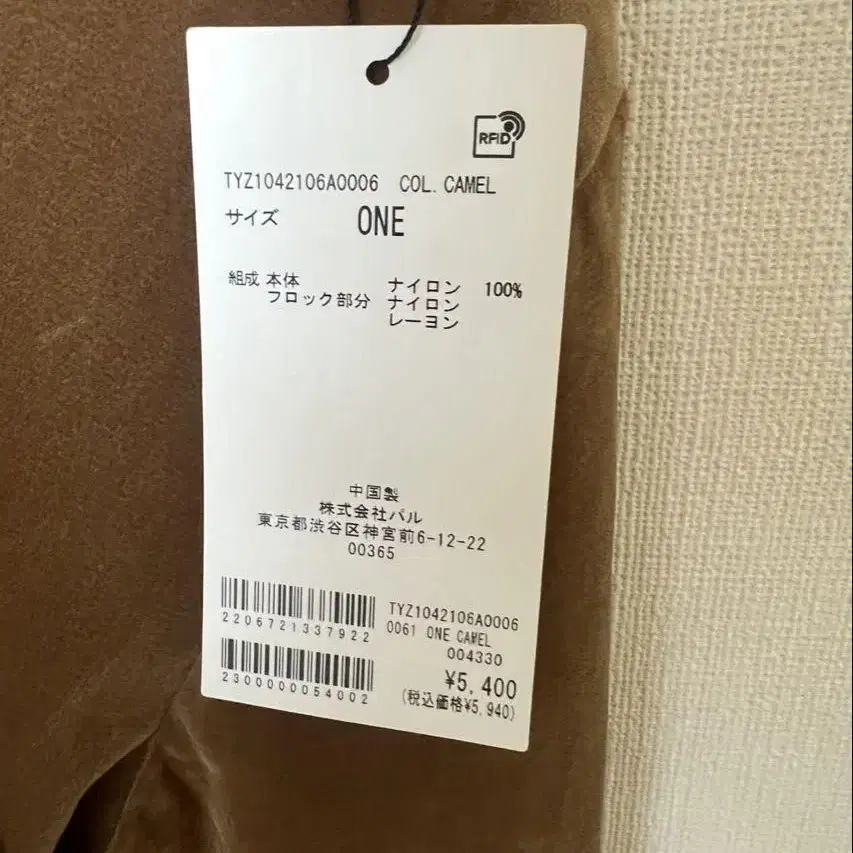 RFID
TYZ1042106A0006 COL. CAMEL
サイズ ONE
組成 本体 ナイロン 100%
フロック部分 ナイロン
レーヨン
中国製
株式会社パル
東京都渋谷区神宮前6-12-22
00365
TYZ1042106A0006
2206721337922
0061 ONE CAMEL
004330
2300000054002
¥5,400
(税込価格¥5,940)